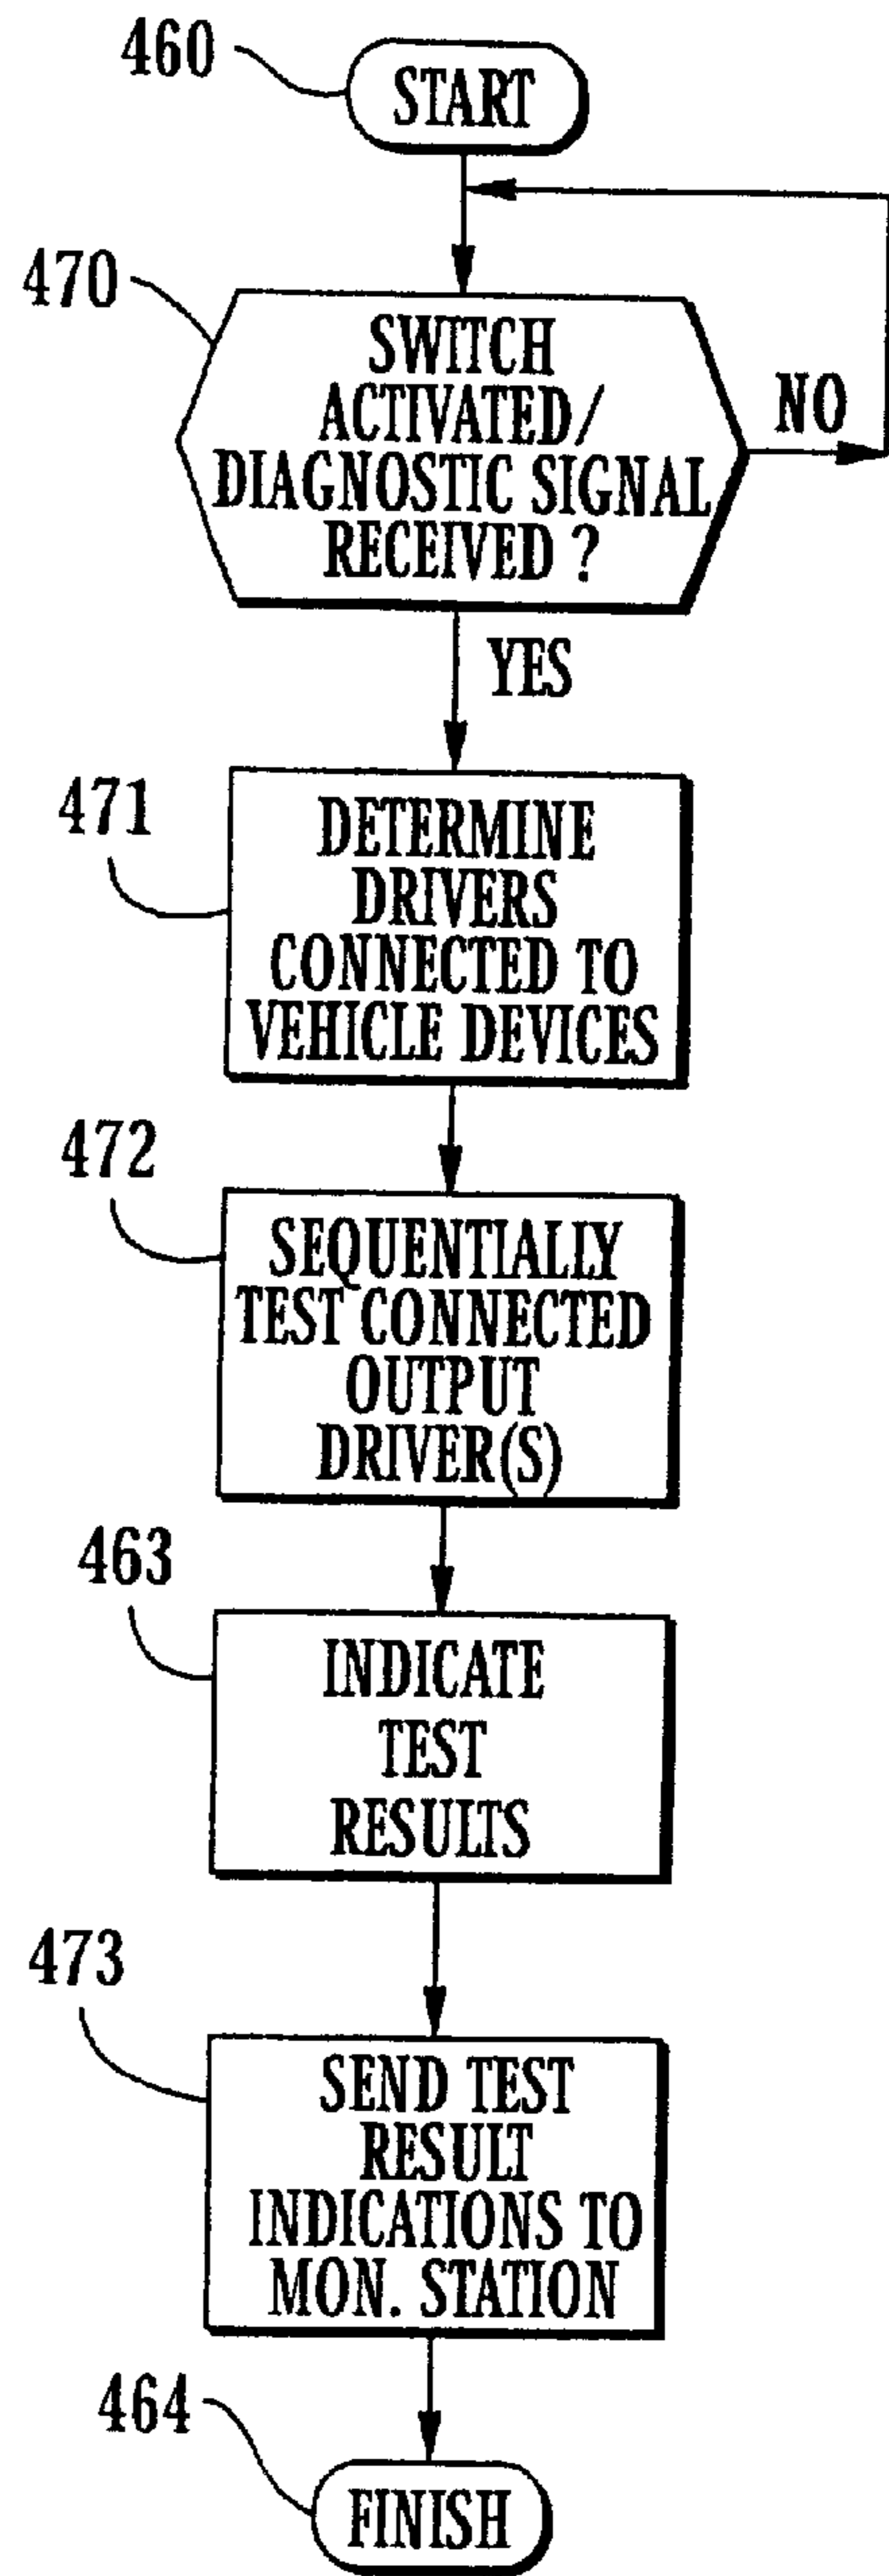 460
START
470
SWITCH
ACTIVATED/
DIAGNOSTIC SIGNAL
RECEIVED ?
NO
YES
471
DETERMINE
DRIVERS
CONNECTED TO
VEHICLE DEVICES
472
SEQUENTIALLY
TEST CONNECTED
OUTPUT
DRIVER(S)
463
INDICATE
TEST
RESULTS
473
SEND TEST
RESULT
INDICATIONS TO
MON. STATION
464
FINISH